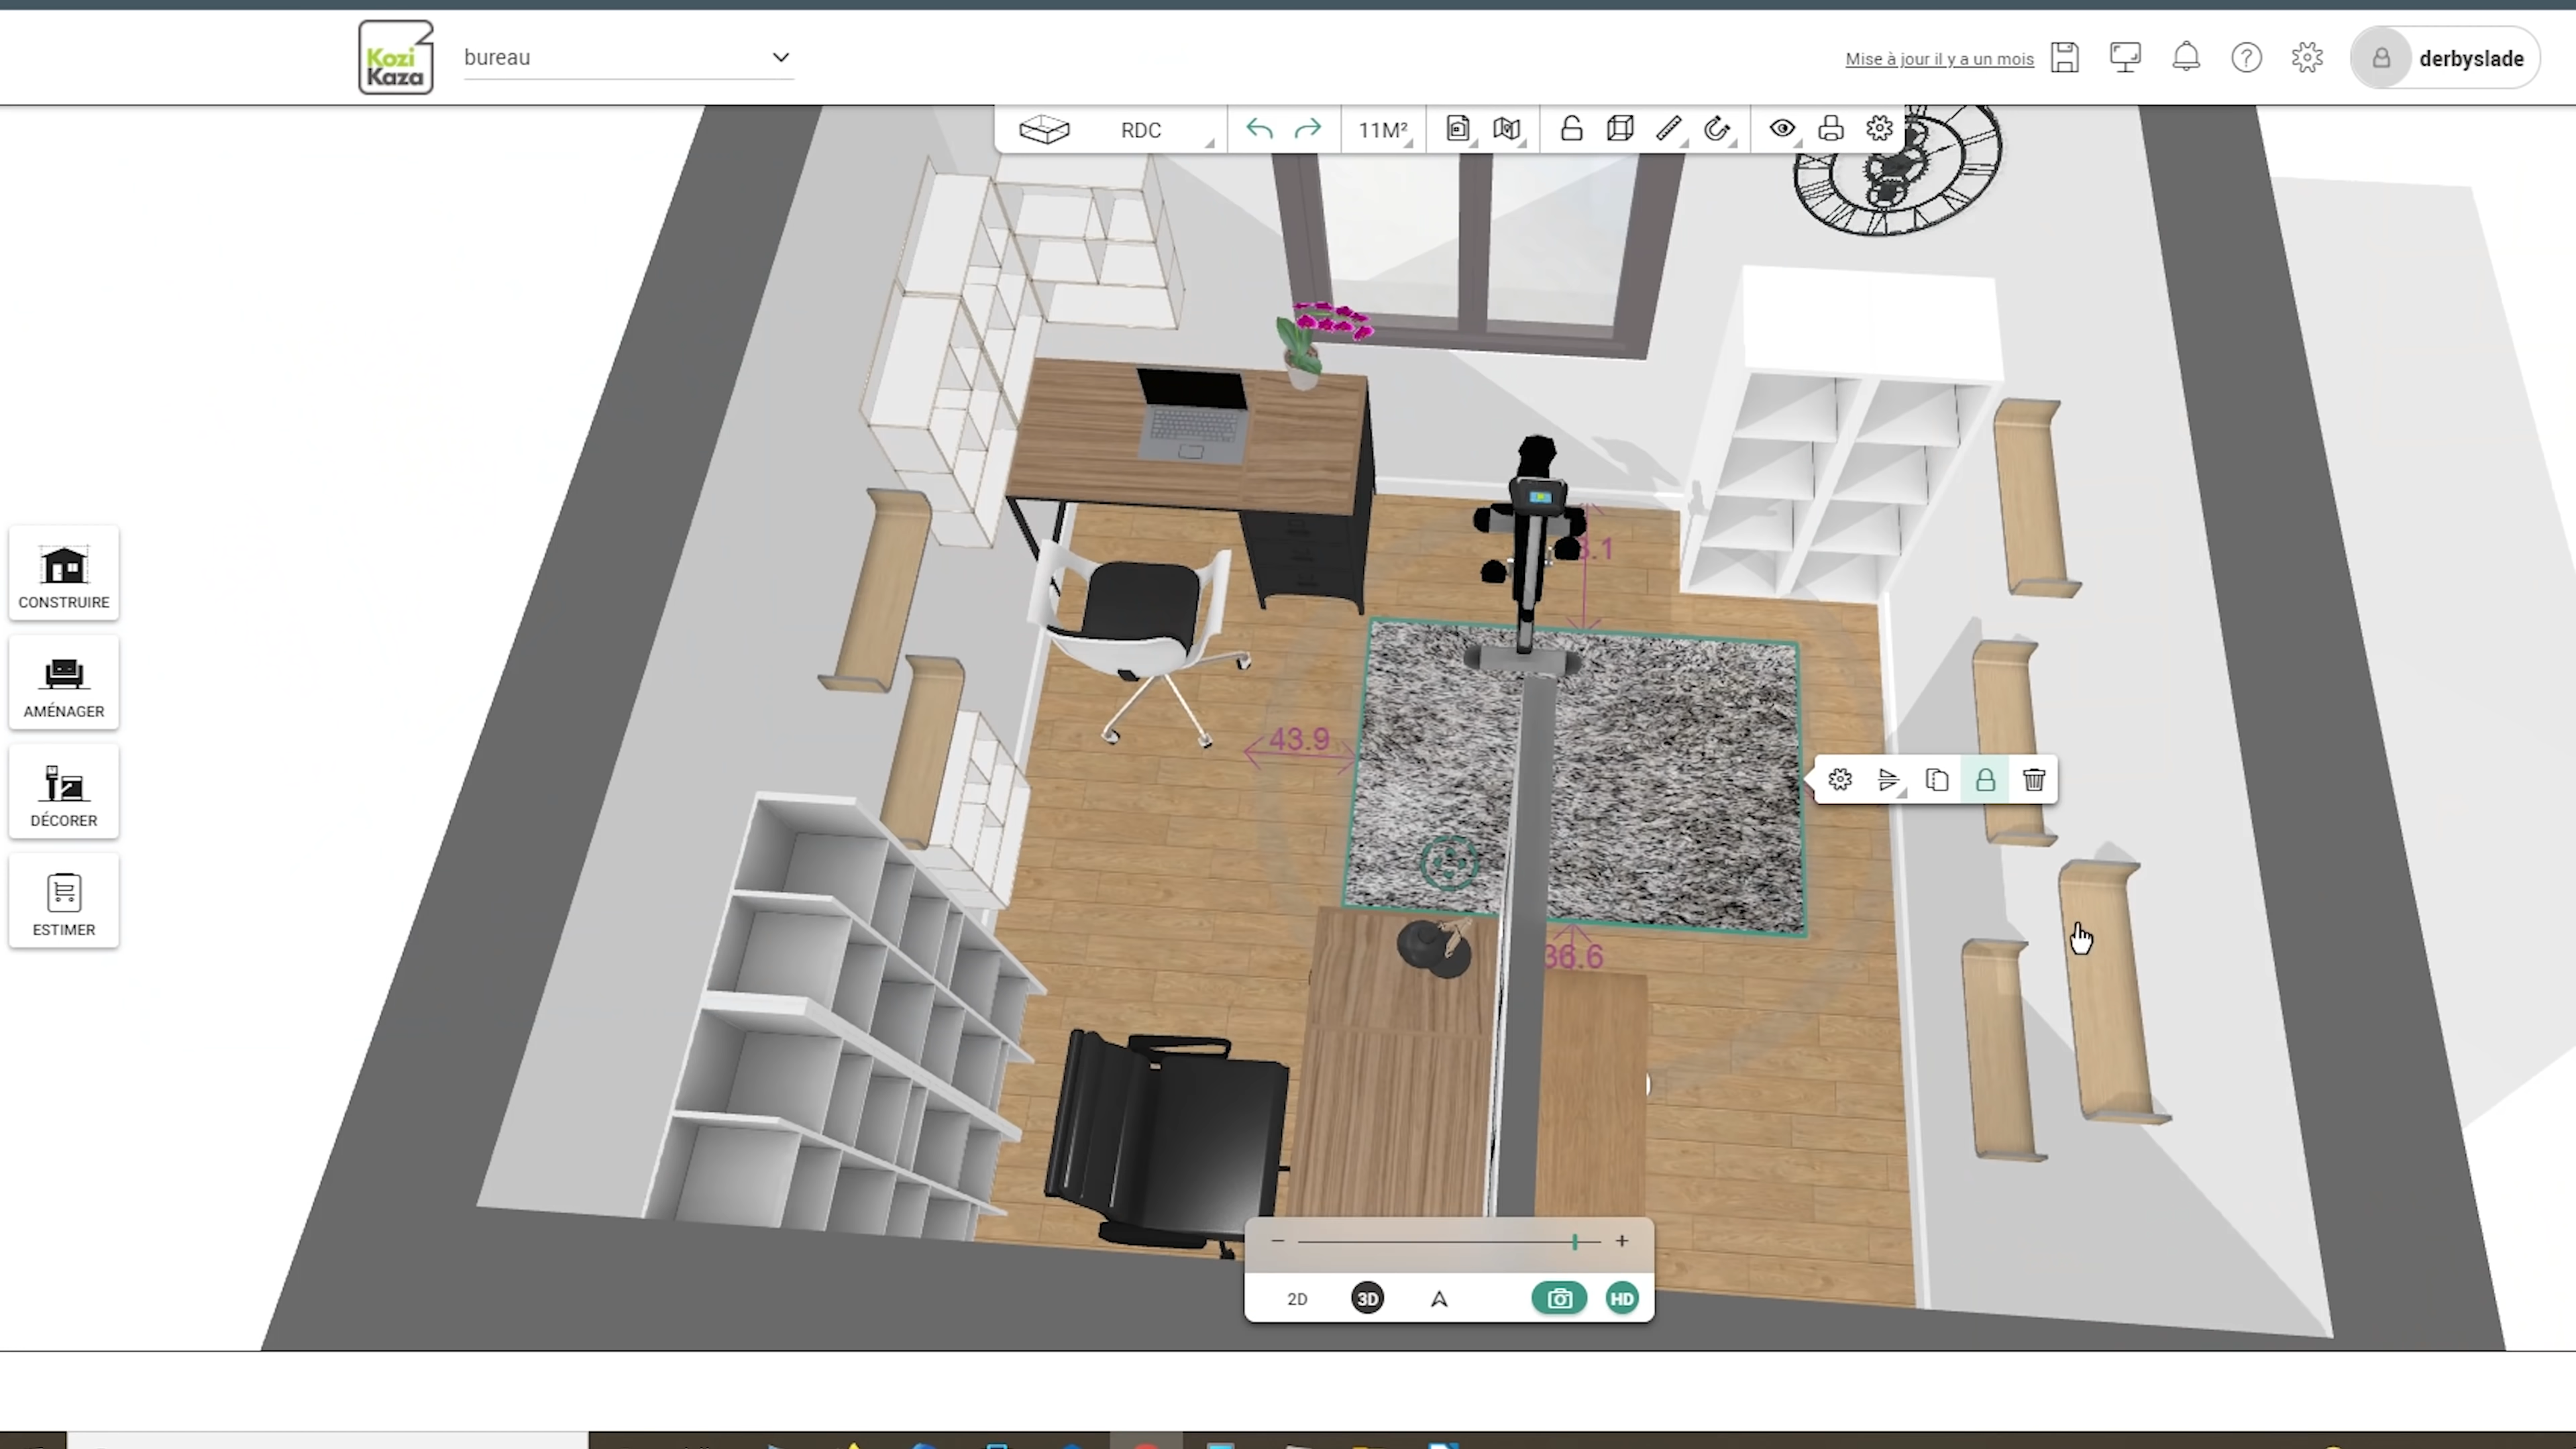 Kozi
Kaza
bureau
Mise à jour il y a un mois
derbyslade
RDC
11M²
CONSTRUIRE
AMÉNAGER
DÉCORER
ESTIMER
43.9
36.6
2D
3D
HD